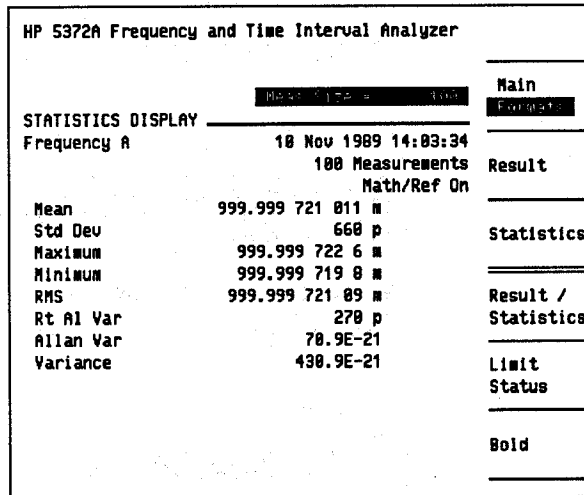 HP 5372A Frequency and Time Interval Analyzer
Meas Size = 100
Main
Formats
STATISTICS DISPLAY
Frequency A 10 Nov 1989 14:03:34
100 Measurements
Math/Ref On
Result
Mean 999.999 721 011 m
Std Dev 660 p
Statistics
Maximum 999.999 722 6 m
Minimum 999.999 719 8 m
RMS 999.999 721 09 m
Result /
Rt Al Var 270 p
Statistics
Allan Var 70.9E-21
Variance 430.9E-21
Limit
Status
Bold